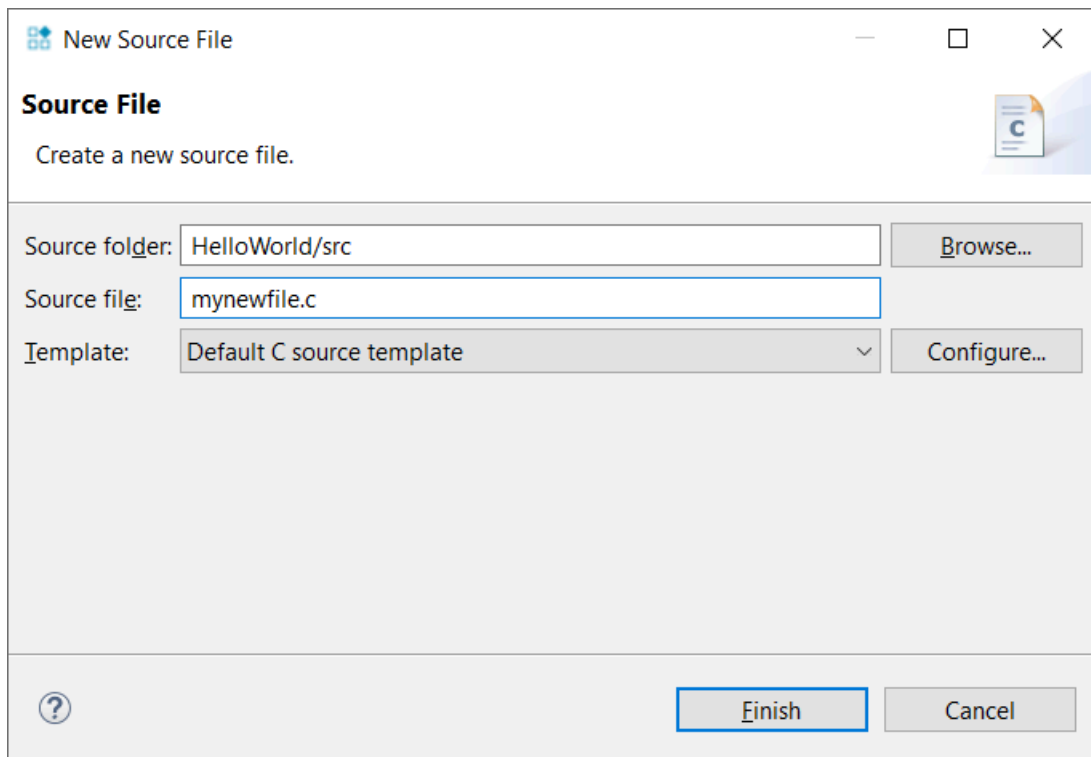 New Source File
Source File
Create a new source file.
C
Source folder: HelloWorld/src Browse...
Source file: mynewfile.c
Template: Default C source template Configure...
? Finish Cancel